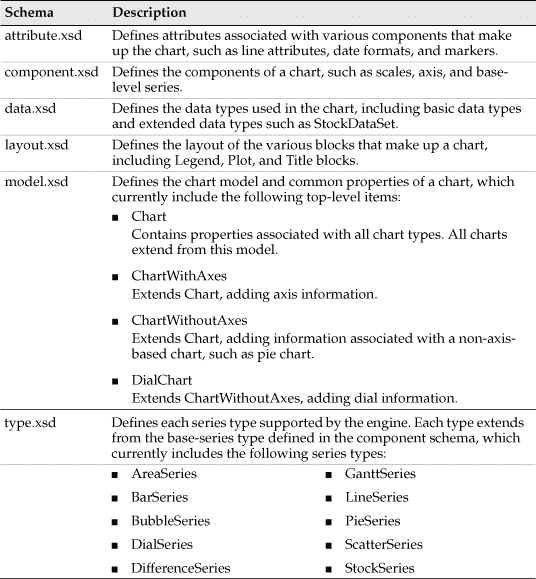 Schema Description
attribute.xsd Defines attributes associated with various components that make
up the chart, such as line attributes, date formats, and markers.
component.xsd Defines the components of a chart, such as scales, axis, and base-
level series.
data.xsd Defines the data types used in the chart, including basic data types
and extended data types such as StockDataSet.
layout.xsd Defines the layout of the various blocks that make up a chart,
including Legend, Plot, and Title blocks.
model.xsd Defines the chart model and common properties of a chart, which
currently include the following top-level items:
■ Chart
Contains properties associated with all chart types. All charts
extend from this model.
■ ChartWithAxes
Extends Chart, adding axis information.
■ ChartWithoutAxes
Extends Chart, adding information associated with a non-axis-
based chart, such as pie chart.
■ DialChart
Extends ChartWithoutAxes, adding dial information.
type.xsd Defines each series type supported by the engine. Each type extends
from the base-series type defined in the component schema, which
currently includes the following series types:
■ AreaSeries ■ GanttSeries
■ BarSeries ■ LineSeries
■ BubbleSeries ■ PieSeries
■ DialSeries ■ ScatterSeries
■ DifferenceSeries ■ StockSeries